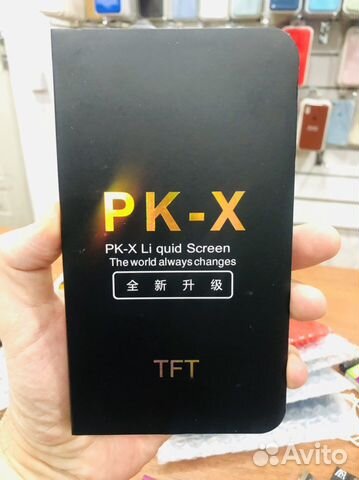 PK-X
PK-X Li quid Screen
The world always changes
全新升级
TFT
Avito